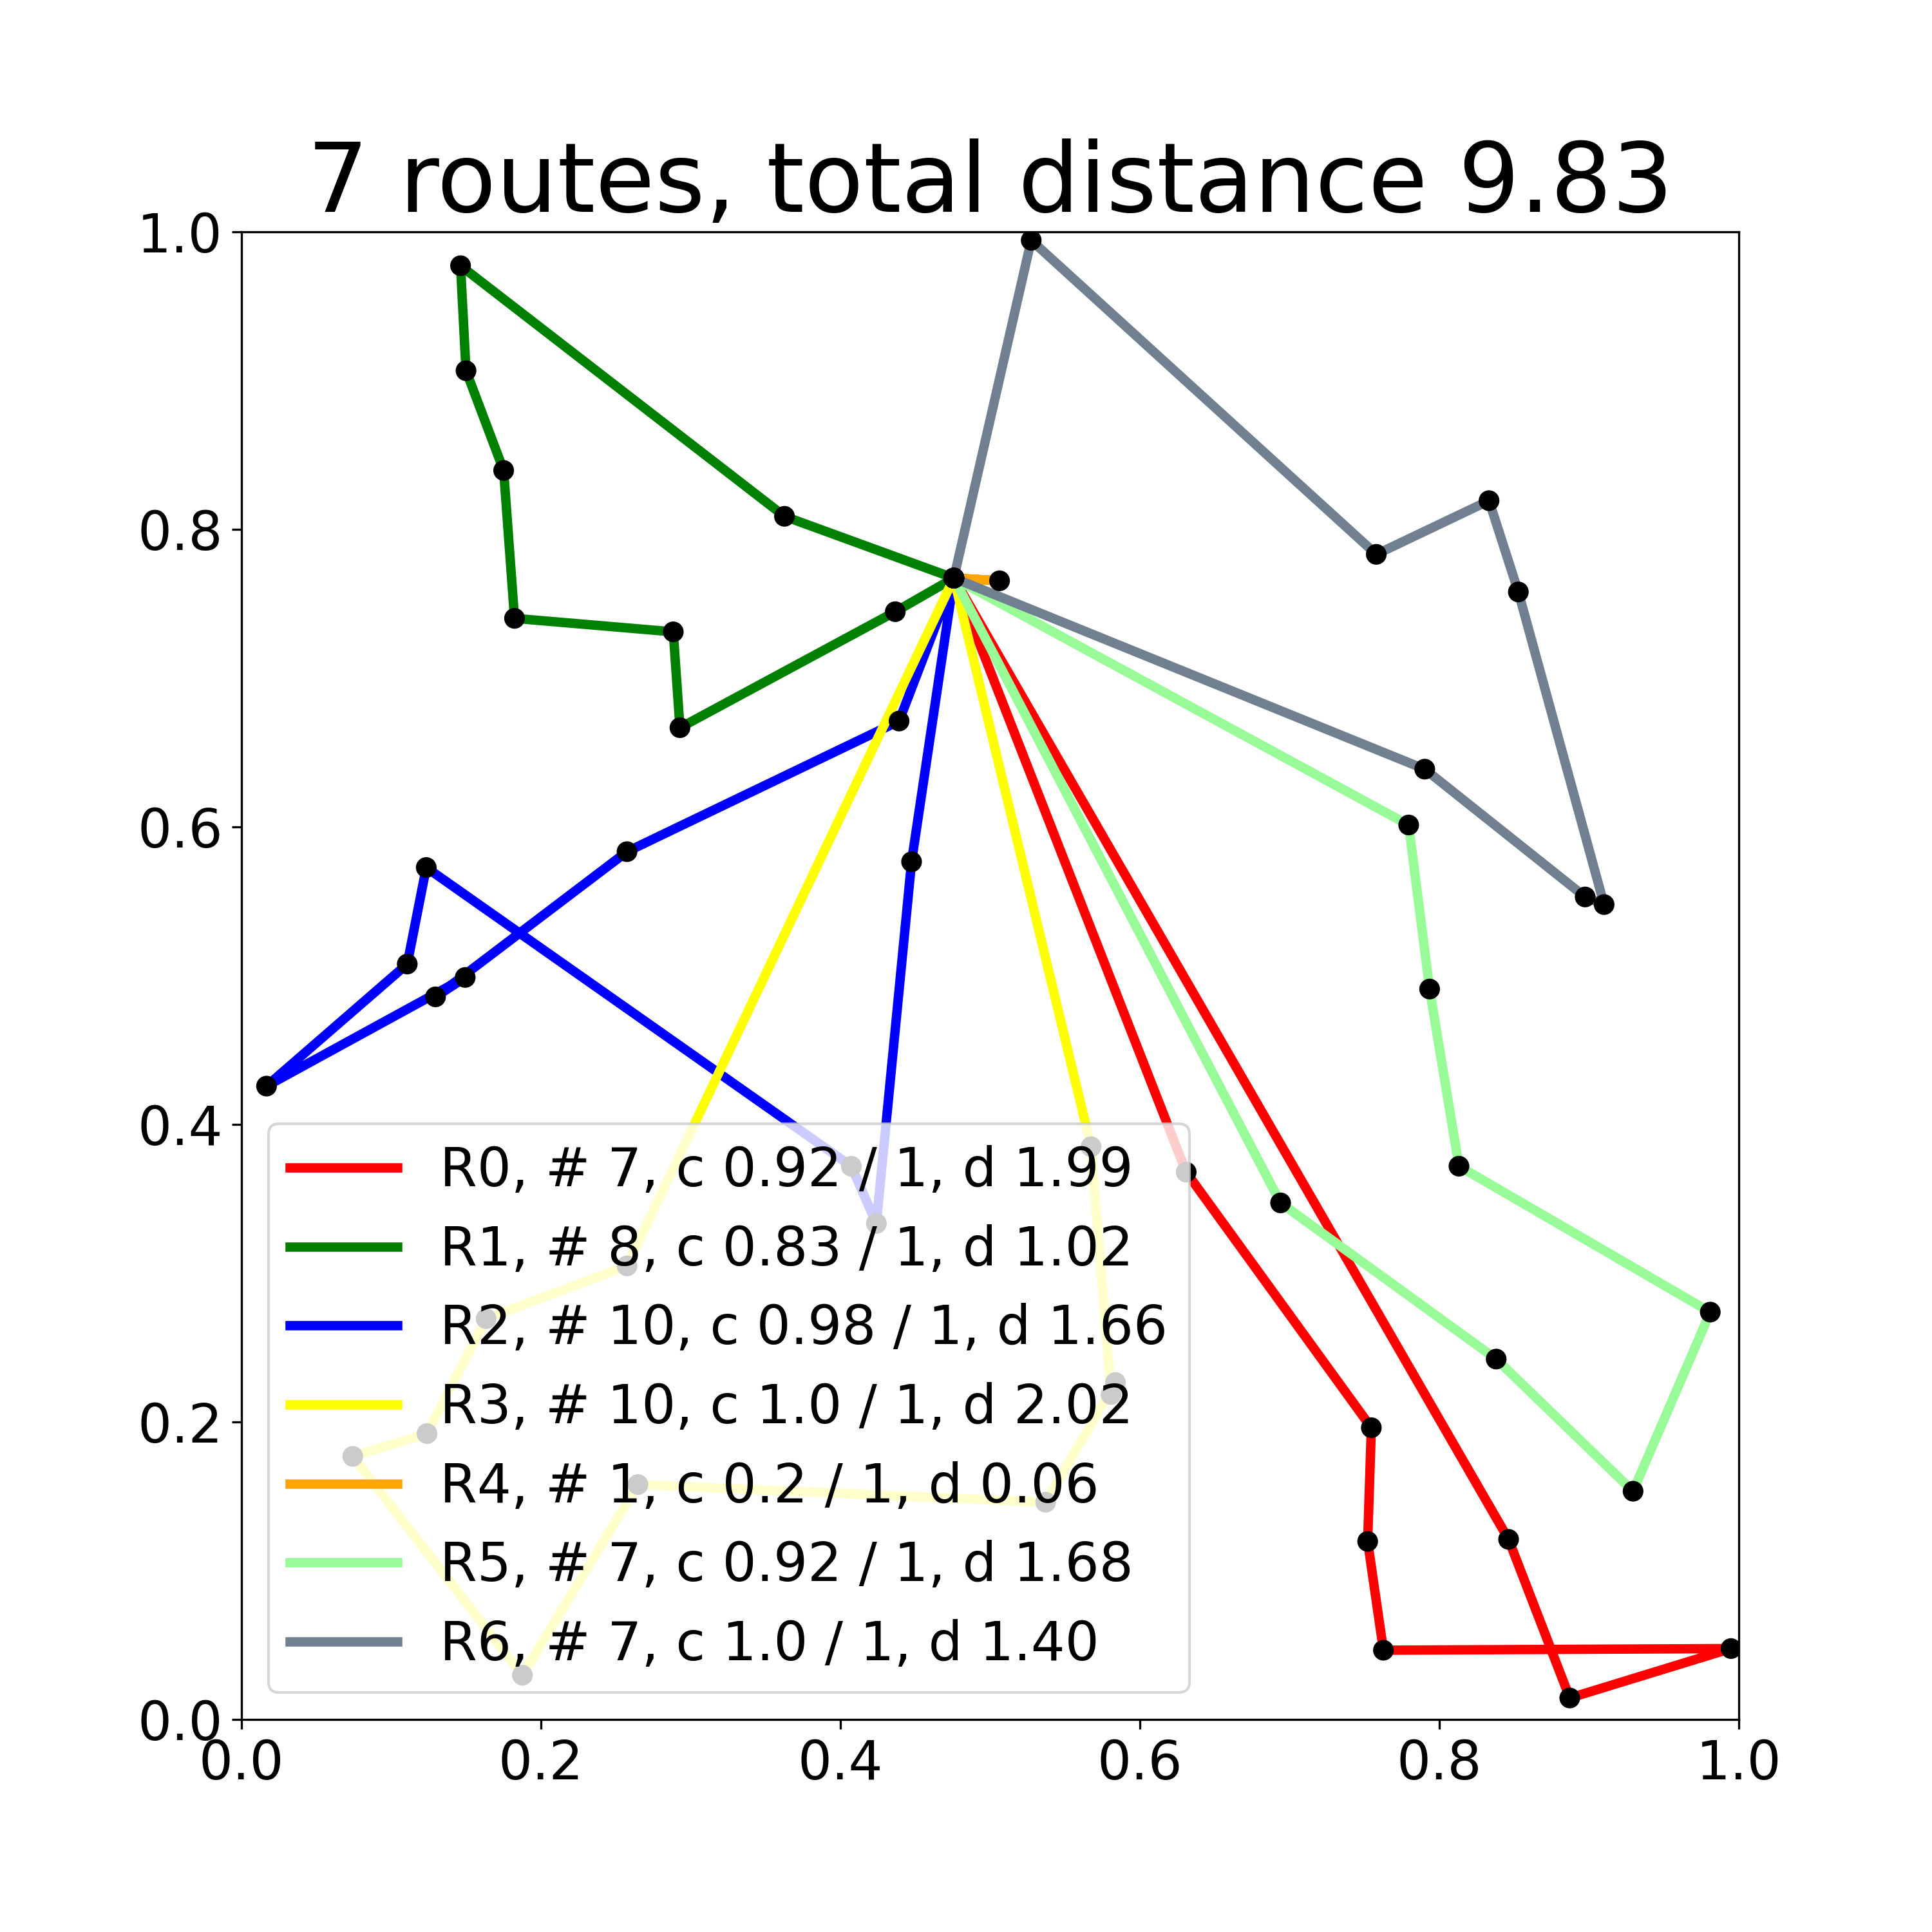 7 routes, total distance 9.83
1.0
0.8
0.6
0.4
0.2
0.0
R0, # 7, c 0.92 / 1, d 1.99
R1, # 8, c 0.83 / 1, d 1.02
R2, # 10, c 0.98 / 1, d 1.66
R3, # 10, c 1.0 / 1, d 2.02
R4, # 1, c 0.2 / 1, d 0.06
R5, # 7, c 0.92 / 1, d 1.68
R6, # 7, c 1.0 / 1, d 1.40
0.0 0.2 0.4 0.6 0.8 1.0